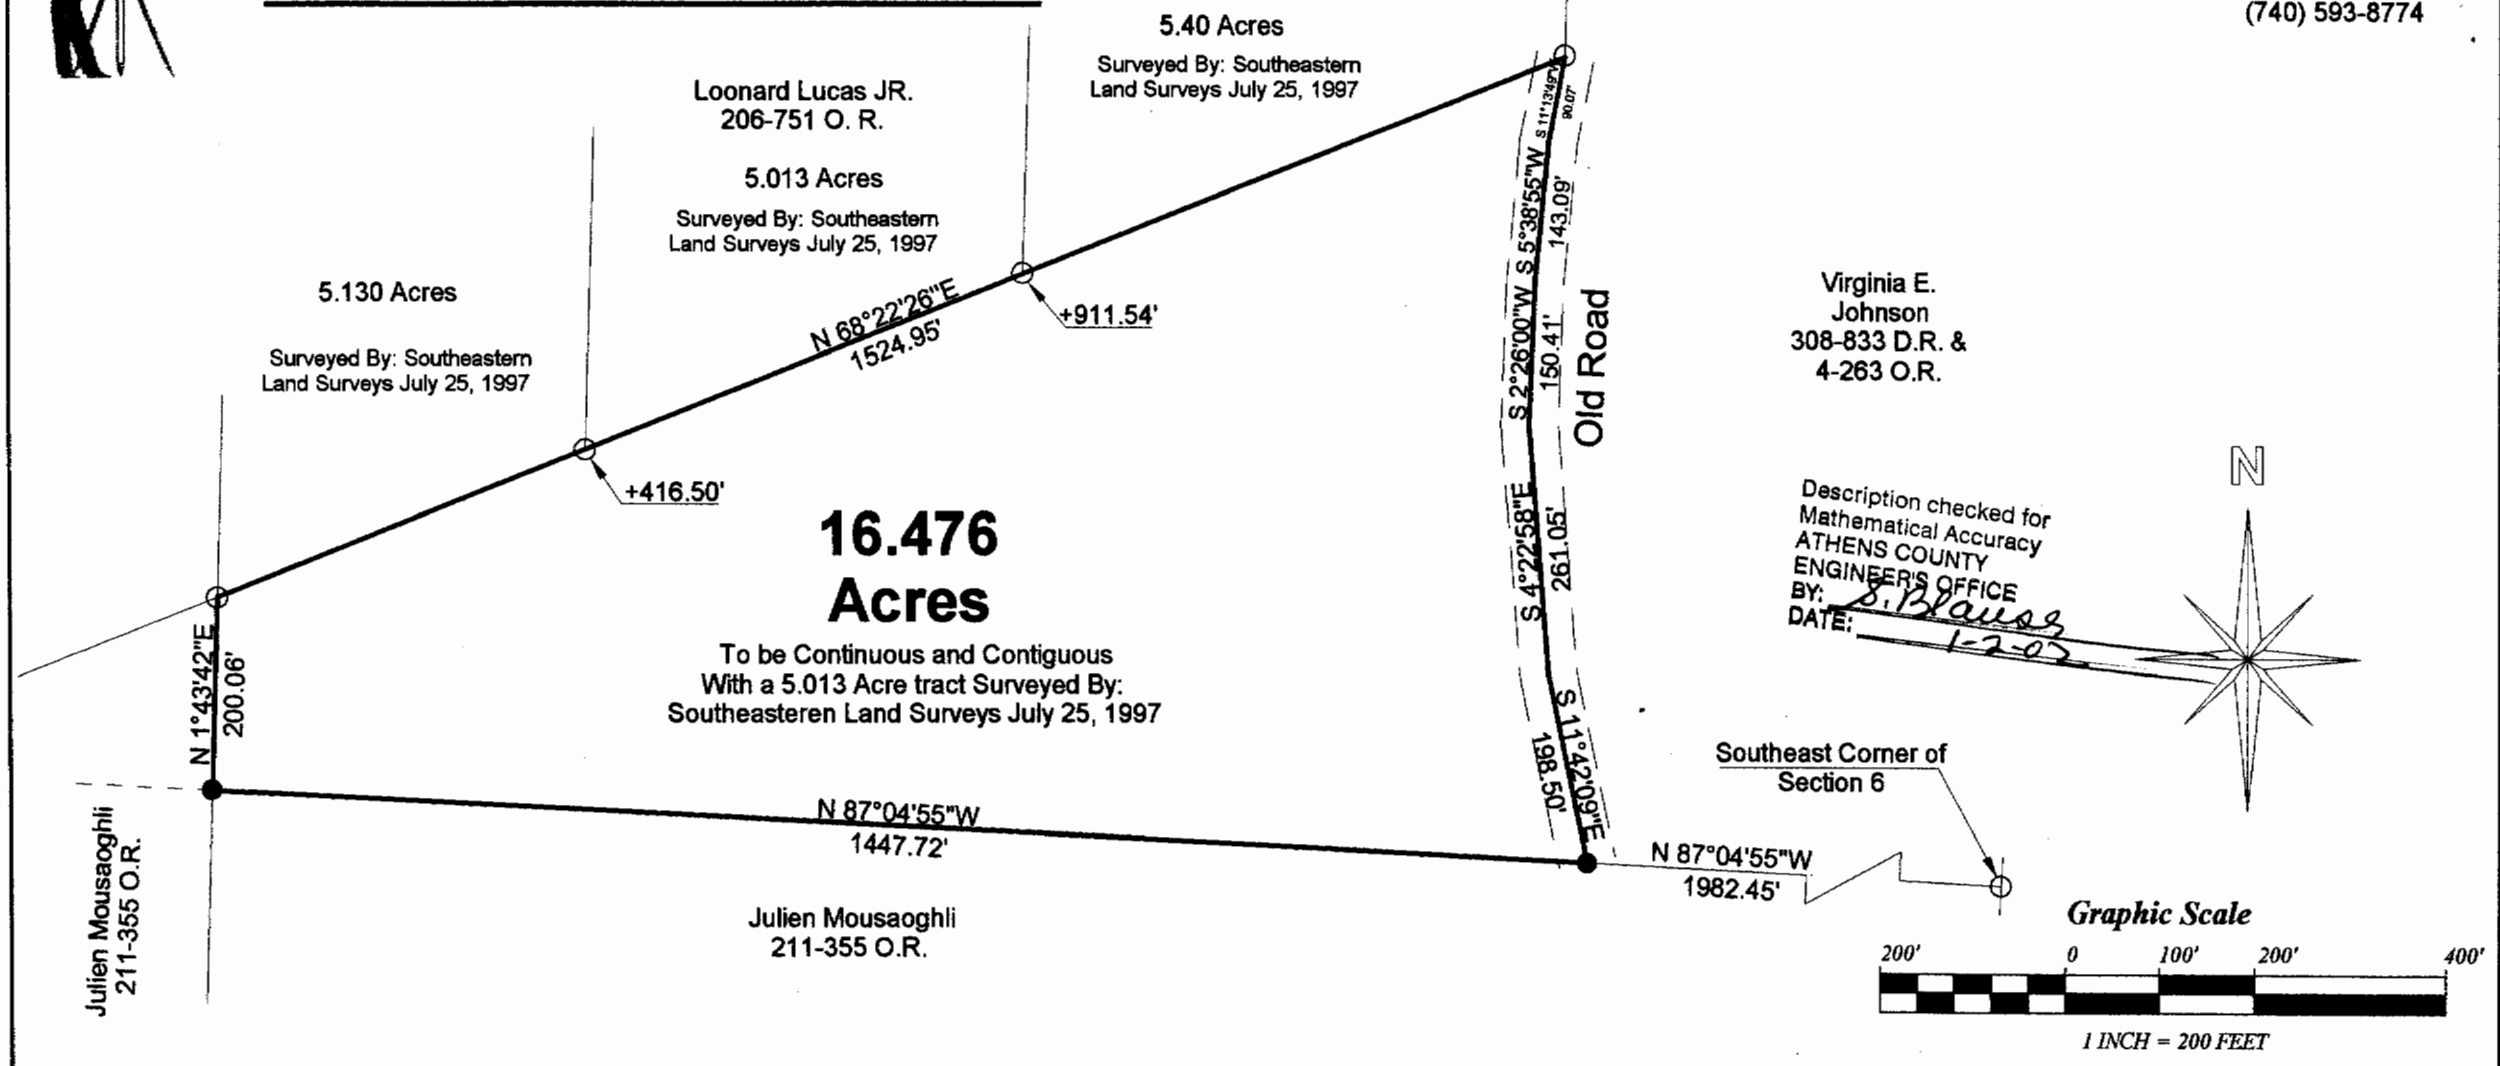 (740) 593-8774
5.40 Acres
Surveyed By: Southeastern
Land Surveys July 25, 1997
Loonard Lucas JR.
206-751 O. R.
5.013 Acres
Surveyed By: Southeastern
Land Surveys July 25, 1997
5.130 Acres
Surveyed By: Southeastern
Land Surveys July 25, 1997
N 68°22'26"E
1524.95'
+911.54'
+416.50'
S 11°13'49"W
90.07'
S 5°38'55"W
143.09'
S 2°26'00"W
150.41'
S 4°22'58"E
261.05'
S 11°42'09"E
198.50'
Old Road
Virginia E.
Johnson
308-833 D.R. &
4-263 O.R.
N
Description checked for
Mathematical Accuracy
ATHENS COUNTY
ENGINEER'S OFFICE
BY: S. Blauss
DATE: 1-2-02
16.476
Acres
To be Continuous and Contiguous
With a 5.013 Acre tract Surveyed By:
Southeasteren Land Surveys July 25, 1997
N 1°43'42"E
200.06'
N 87°04'55"W
1447.72'
Julien Mousaoghli
211-355 O.R.
Julien Mousaoghli
211-355 O.R.
Southeast Corner of
Section 6
N 87°04'55"W
1982.45'
Graphic Scale
200' 0 100' 200' 400'
1 INCH = 200 FEET